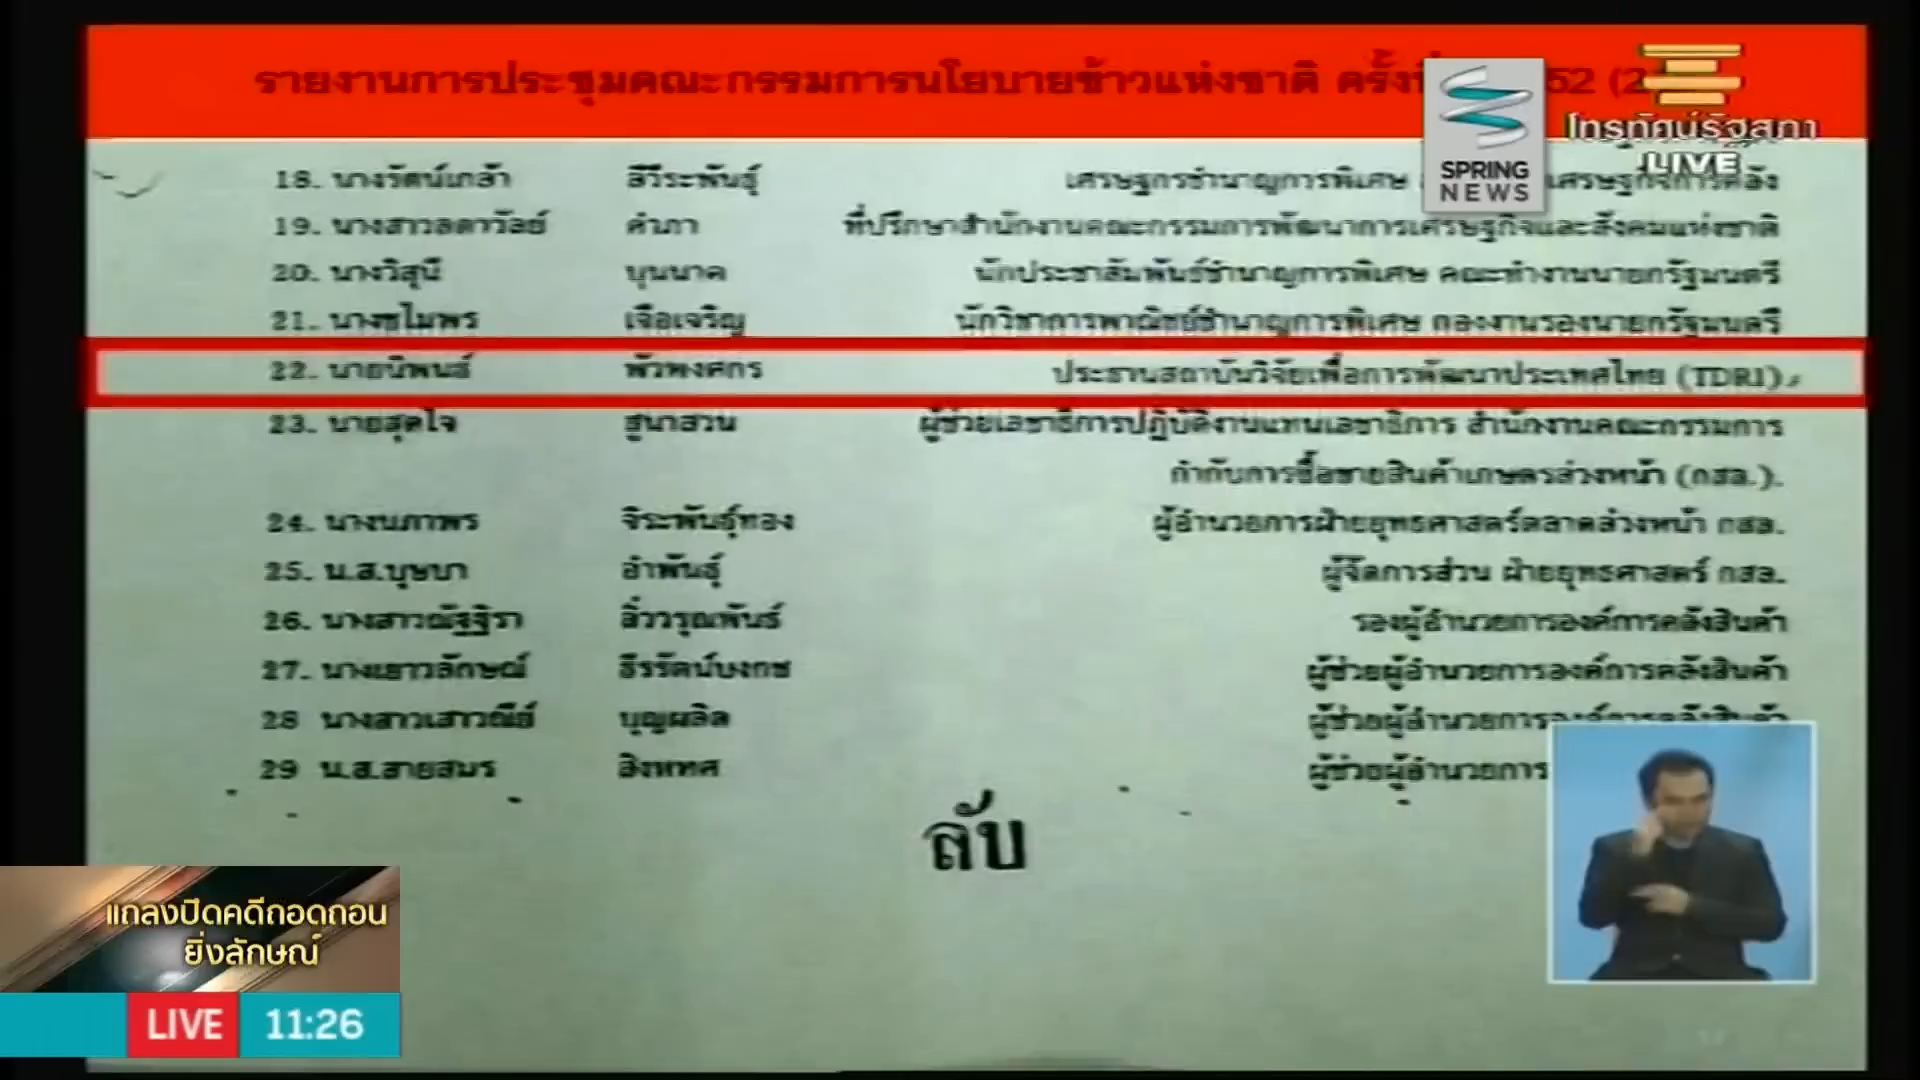 รายงานการประชุมคณะกรรมการนโยบายข้าวแห่งชาติ ครั้งที่ 52 (2
SPRING NEWS
โทรทัศน์รัฐสภา
LIVE
18. นางรัตน์เกล้า ลีวีระพันธุ์ เศรษฐกรชำนาญการพิเศษ เศรษฐกิจการคลัง
19. นางสาวลดาวัลย์ คำภา ที่ปรึกษาสำนักงานคณะกรรมการพัฒนาการเศรษฐกิจและสังคมแห่งชาติ
20. นางวิสุนี บุนนาค นักประชาสัมพันธ์ชำนาญการพิเศษ คณะทำงานนายกรัฐมนตรี
21. นางชไมพร เจือเจริญ นักวิชาการพาณิชย์ชำนาญการพิเศษ กองงานรองนายกรัฐมนตรี
22. นายนิพนธ์ พัวพงศกร ประธานสถาบันวิจัยเพื่อการพัฒนาประเทศไทย (TDRI).
23. นายสุดใจ ผู้ช่วยเลขาธิการปฏิบัติงานแทนเลขาธิการ สำนักงานคณะกรรมการ
กำกับการซื้อขายสินค้าเกษตรล่วงหน้า (กสล.).
24. นางนภาพร จิระพันธุ์ทอง ผู้อำนวยการฝ่ายยุทธศาสตร์ตลาดล่วงหน้า กสล.
25. น.ส.บุษบา อำพันธุ์ ผู้จัดการส่วน ฝ่ายยุทธศาสตร์ กสล.
26. นางสาวณัฐฐิรา ลิ่ววรุณพันธ์ รองผู้อำนวยการองค์การคลังสินค้า
27. นางเยาวลักษณ์ ธีรรัตน์บงกช ผู้ช่วยผู้อำนวยการองค์การคลังสินค้า
28 นางสาวเสาวณีย์ บุญผลิต ผู้ช่วยผู้อำนวยการองค์การคลังสินค้า
29 น.ส.สายสมร สิงหทศ ผู้ช่วยผู้อำนวยการ
ลับ
แถลงปิดคดีถอดถอน
ยิ่งลักษณ์
LIVE 11:26